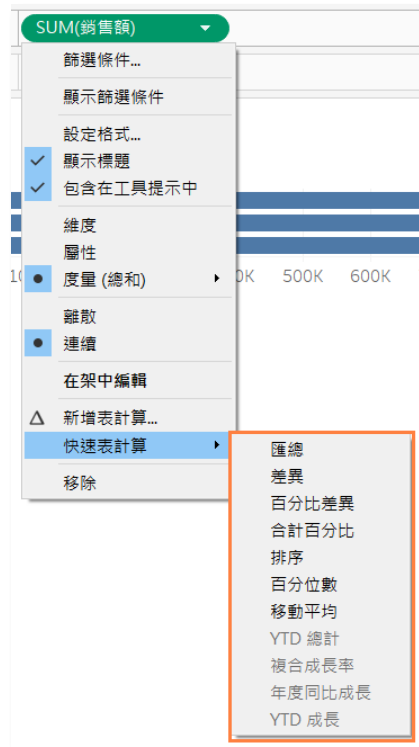 SUM(銷售額)
篩選條件...
顯示篩選條件
設定格式...
顯示標題
包含在工具提示中
維度
屬性
度量 (總和)
0K 500K 600K
離散
連續
在架中編輯
新增表計算...
快速表計算
移除
匯總
差異
百分比差異
合計百分比
排序
百分位數
移動平均
YTD 總計
複合成長率
年度同比成長
YTD 成長